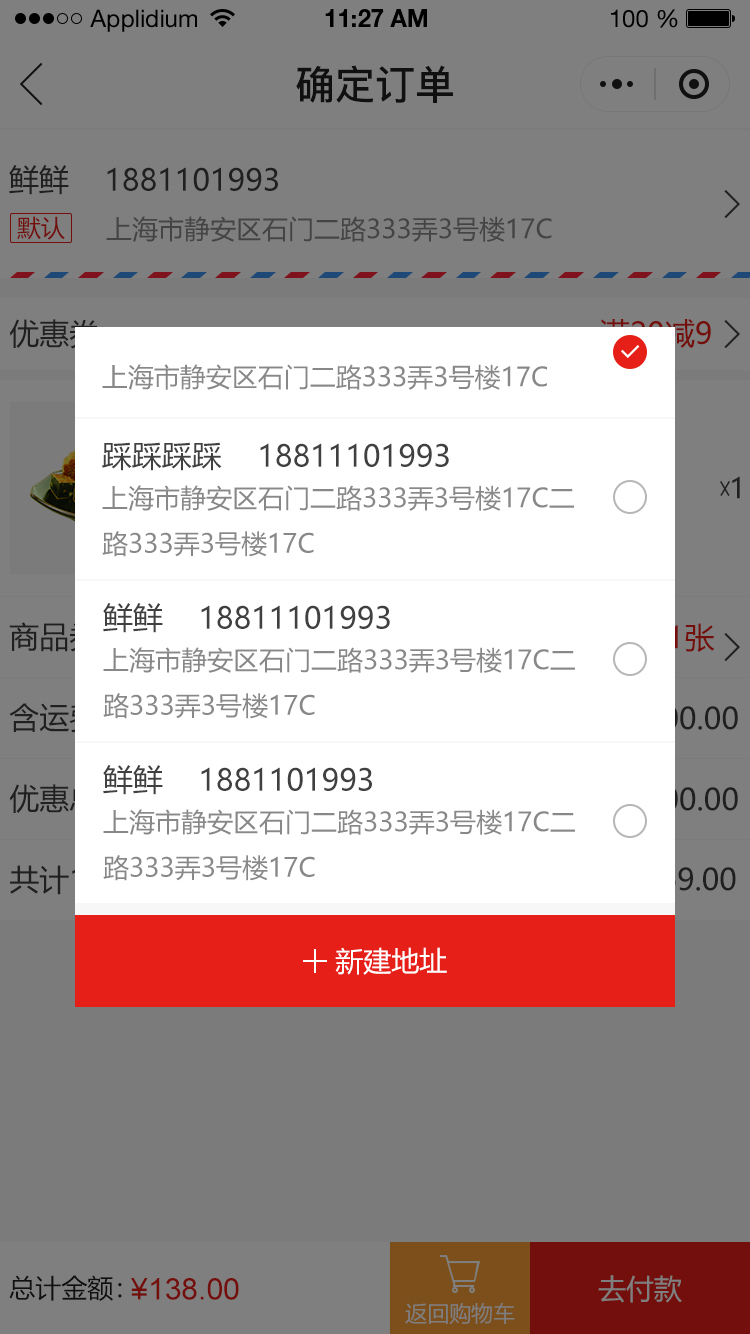 Applidium 11:27 AM 100 %
确定订单
鲜鲜 1881101993
默认 上海市静安区石门二路333弄3号楼17C
优惠券 满20减9
上海市静安区石门二路333弄3号楼17C
踩踩踩踩 18811101993
上海市静安区石门二路333弄3号楼17C二
路333弄3号楼17C
x1
鲜鲜 18811101993
上海市静安区石门二路333弄3号楼17C二
路333弄3号楼17C
商品 1张
含运 00.00
鲜鲜 1881101993
上海市静安区石门二路333弄3号楼17C二
路333弄3号楼17C
优惠 00.00
共计 9.00
新建地址
总计金额:¥138.00
返回购物车
去付款